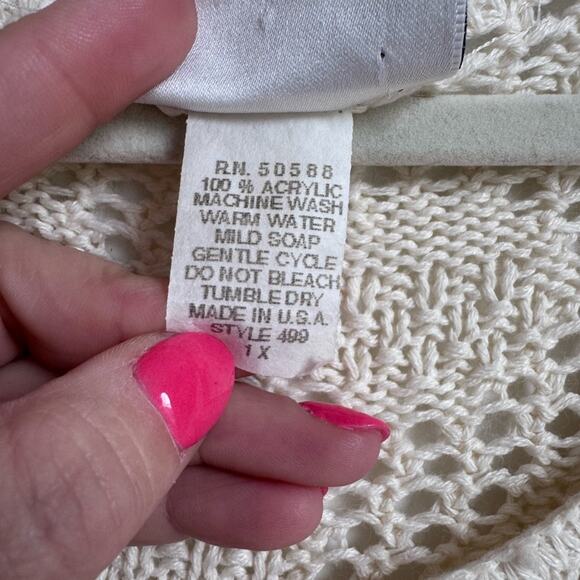 R.N. 50588
100 % ACRYLIC
MACHINE WASH
WARM WATER
MILD SOAP
GENTLE CYCLE
DO NOT BLEACH
TUMBLE DRY
MADE IN U.S.A.
STYLE 499
1X